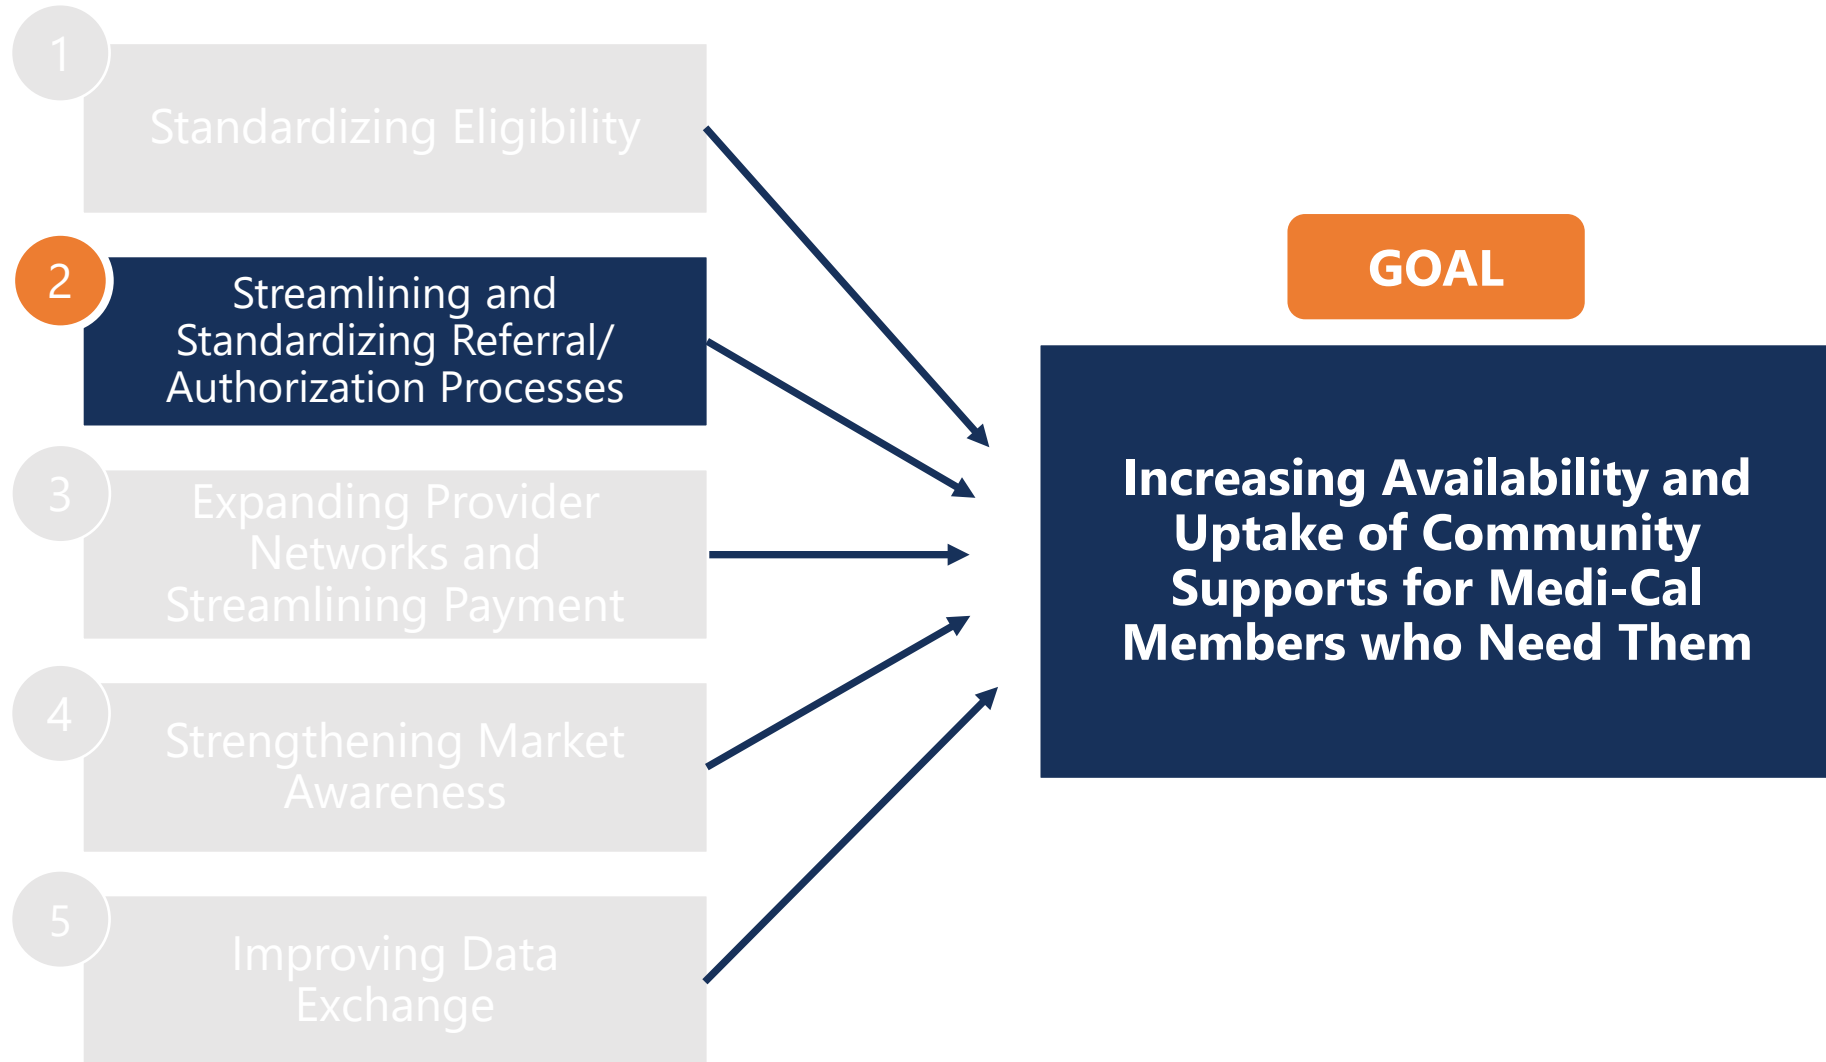 1
Standardizing Eligibility
2
Streamlining and
Standardizing Referral/
Authorization Processes
3
Expanding Provider
Networks and
Streamlining Payment
4
Strengthening Market
Awareness
5
Improving Data
Exchange
GOAL
Increasing Availability and
Uptake of Community
Supports for Medi-Cal
Members who Need Them